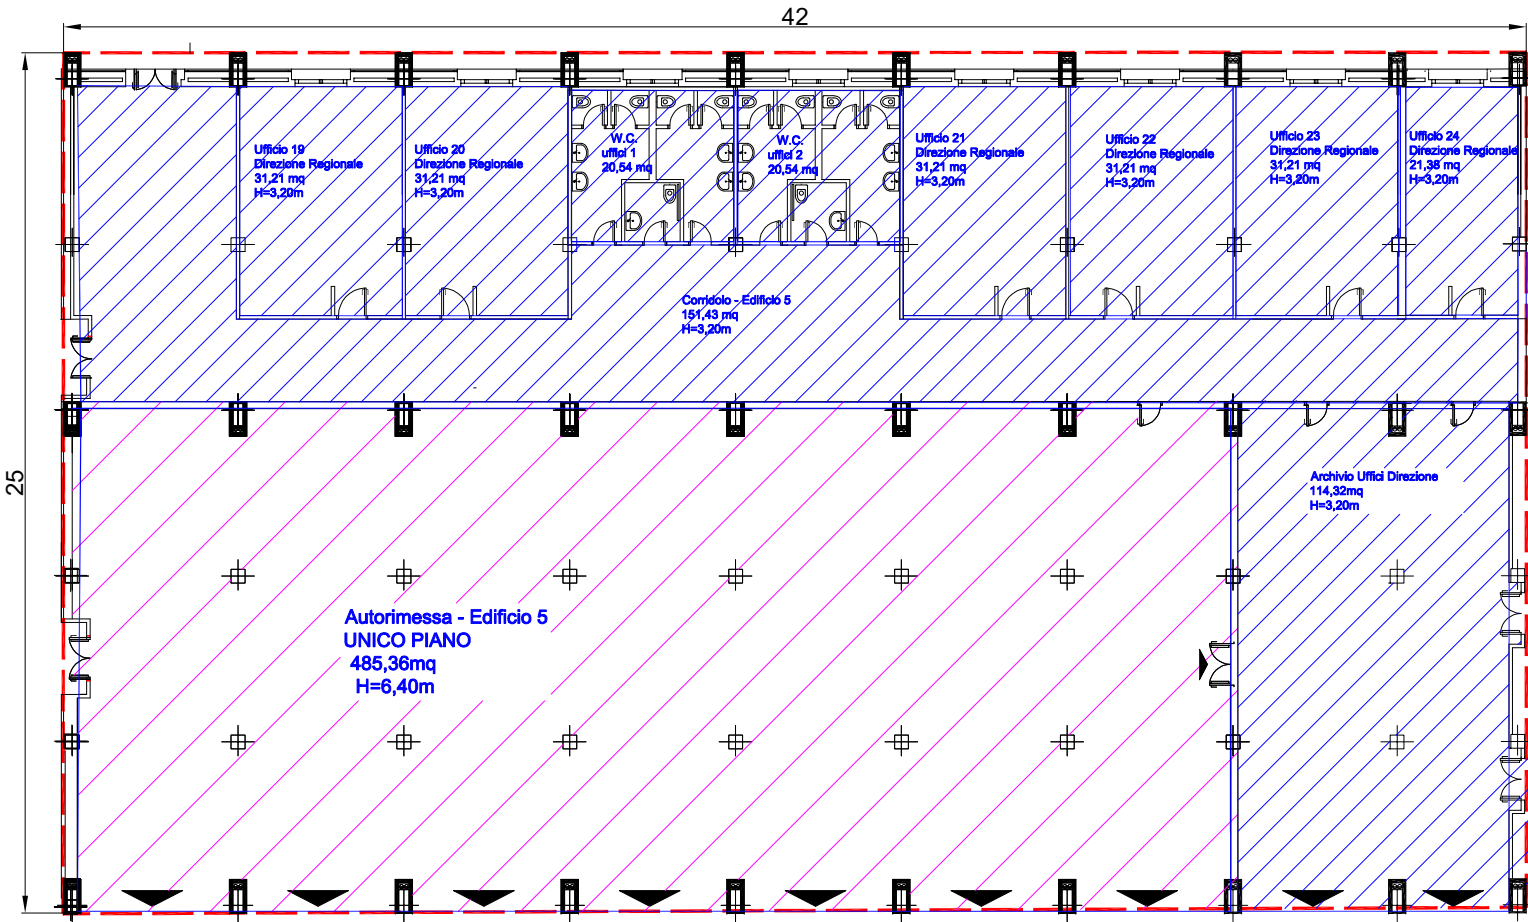 42
25
Ufficio 19
Direzione Regionale
31,21 mq
H=3,20m
Ufficio 20
Direzione Regionale
31,21 mq
H=3,20m
W.C.
uffici 1
20,54 mq
W.C.
uffici 2
20,54 mq
Ufficio 21
Direzione Regionale
31,21 mq
H=3,20m
Ufficio 22
Direzione Regionale
31,21 mq
H=3,20m
Ufficio 23
Direzione Regionale
31,21 mq
H=3,20m
Ufficio 24
Direzione Regionale
21,38 mq
H=3,20m
Corridoio - Edificio 5
151,43 mq
H=3,20m
Archivio Uffici Direzione
114,32mq
H=3,20m
Autorimessa - Edificio 5
UNICO PIANO
485,36mq
H=6,40m